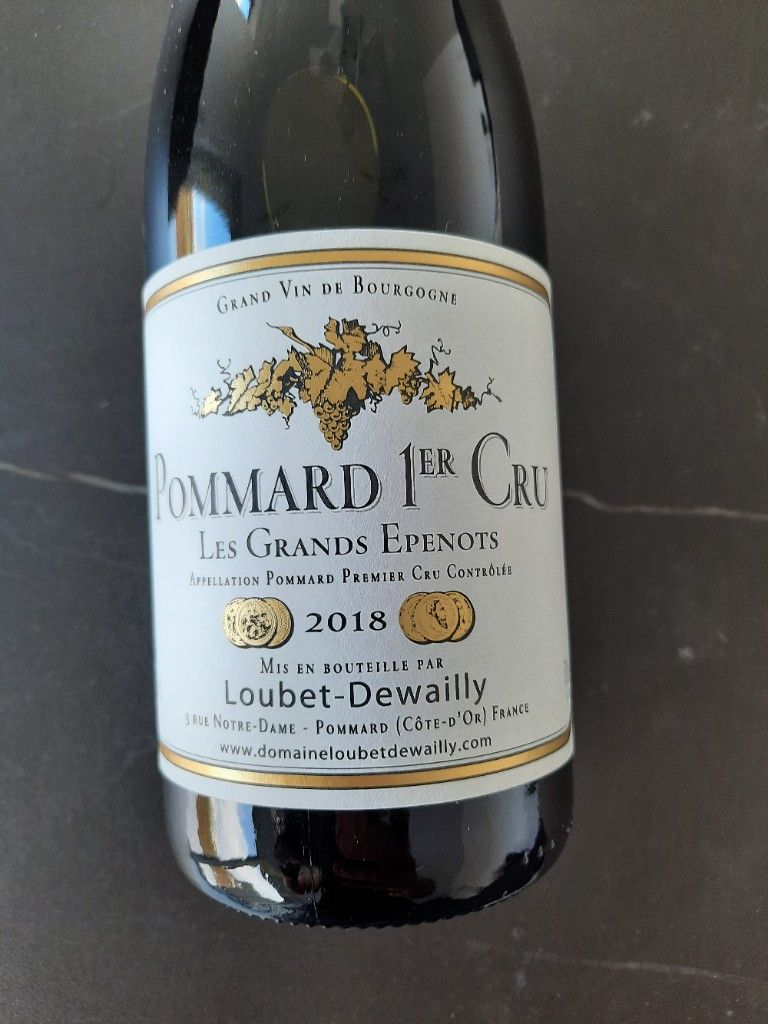 Grand Vin de Bourgogne
Pommard 1er Cru
Les Grands Epenots
Appellation Pommard Premier Cru Contrôlée
2018
Mis en bouteille par
Loubet-Dewailly
3 rue Notre-Dame - Pommard (Côte-d'Or) France
www.domaineloubetdewailly.com